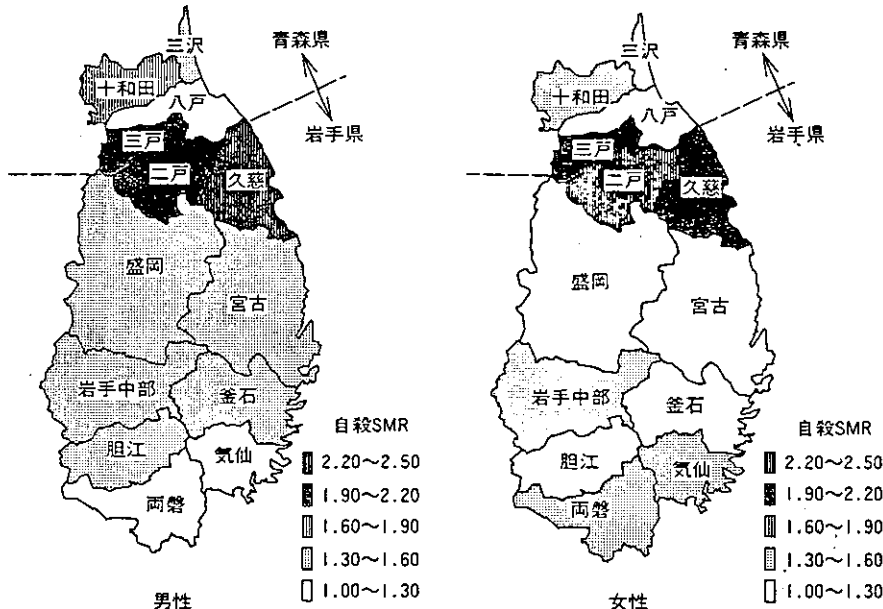 三沢
青森県
十和田
八戸
岩手県
三戸
二戸
久慈
盛岡
宮古
岩手中部
釜石
胆江
気仙
両磐
自殺SMR
2.20〜2.50
1.90〜2.20
1.60〜1.90
1.30〜1.60
1.00〜1.30
男性
三沢
青森県
十和田
八戸
岩手県
三戸
二戸
久慈
盛岡
宮古
岩手中部
釜石
胆江
気仙
両磐
自殺SMR
2.20〜2.50
1.90〜2.20
1.60〜1.90
1.30〜1.60
1.00〜1.30
女性